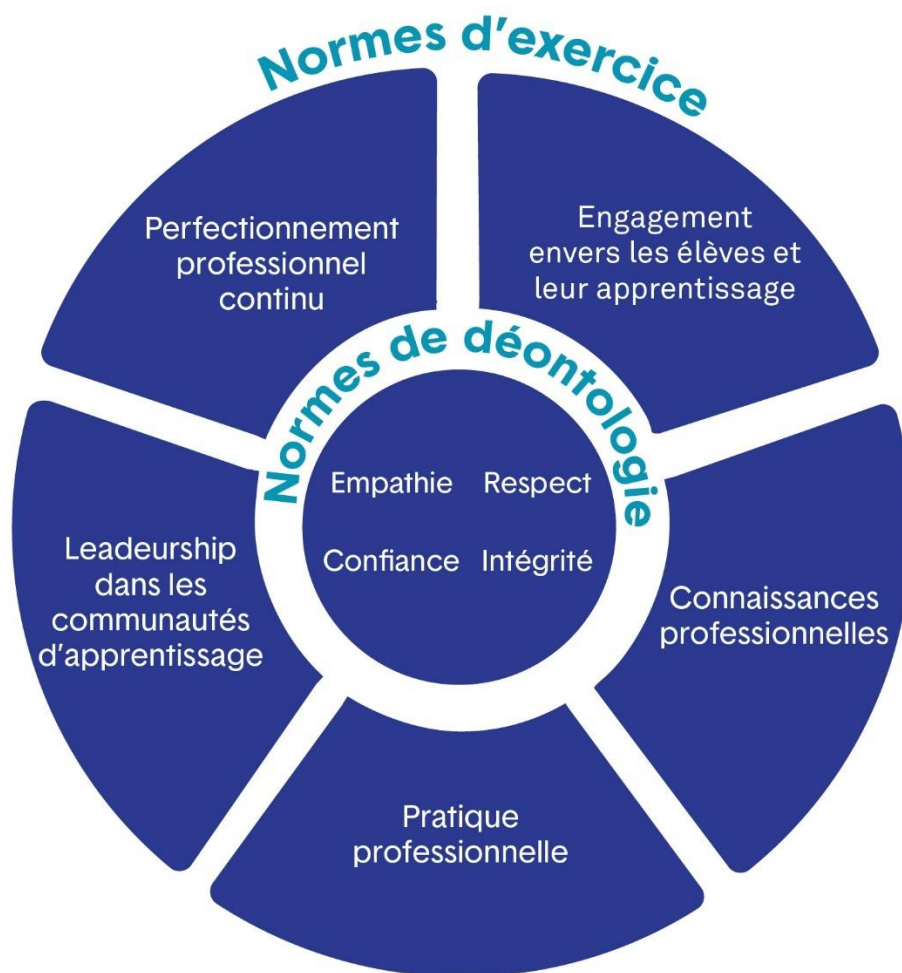 Normes d'exercice
Perfectionnement
professionnel
continu
Engagement
envers les élèves et
leur apprentissage
Normes de déontologie
Empathie Respect
Confiance Intégrité
Leadeurship
dans les
communautés
d'apprentissage
Connaissances
professionnelles
Pratique
professionnelle